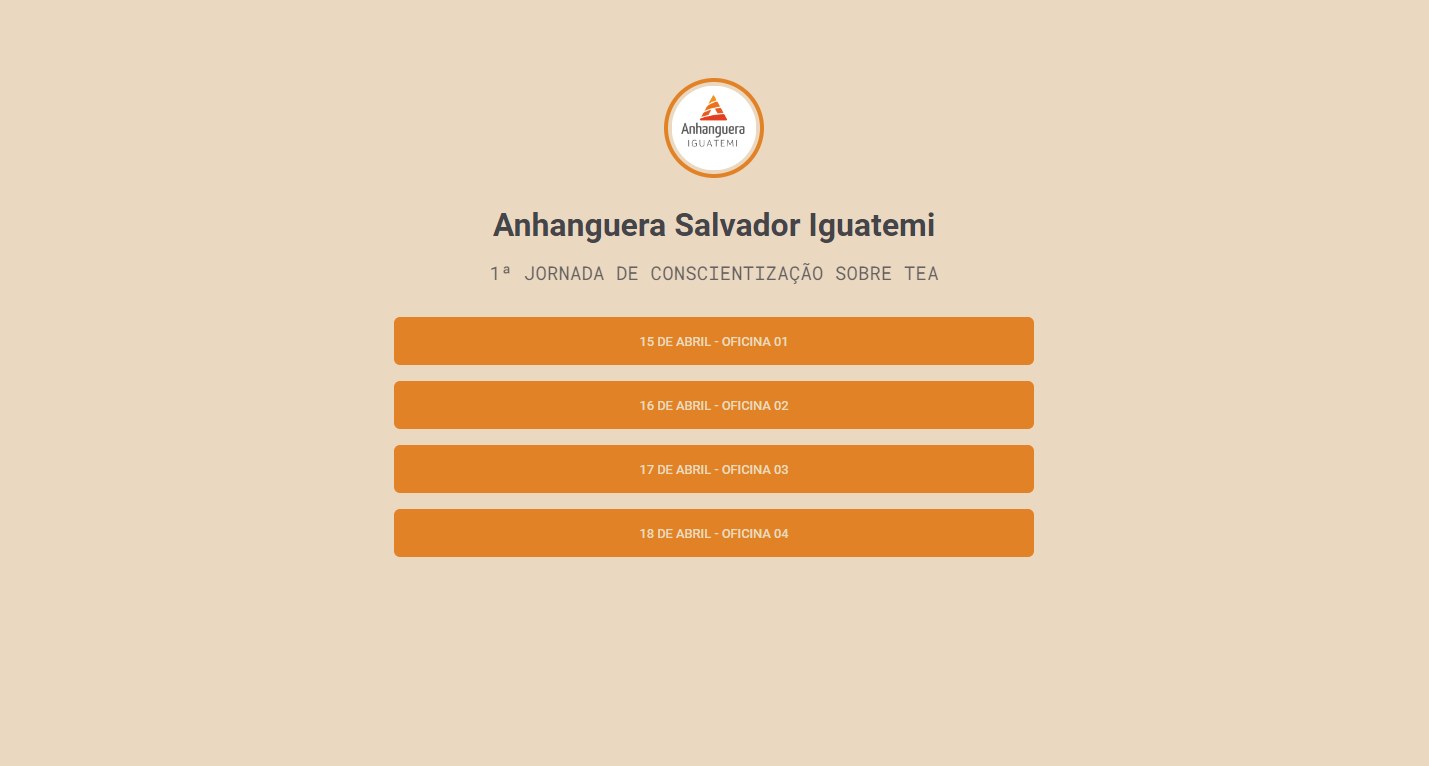 Anhanguera
IGUATEMI
Anhanguera Salvador Iguatemi
1ª JORNADA DE CONSCIENTIZAÇÃO SOBRE TEA
15 DE ABRIL - OFICINA 01
16 DE ABRIL - OFICINA 02
17 DE ABRIL - OFICINA 03
18 DE ABRIL - OFICINA 04